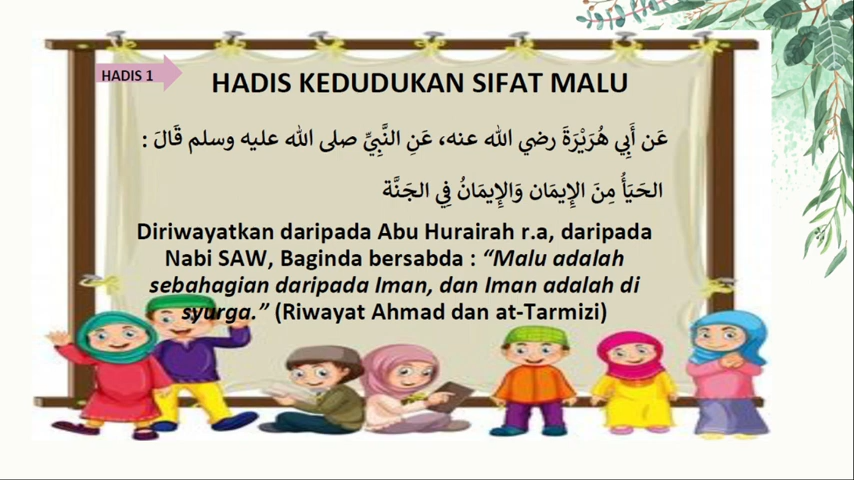 HADIS 1
HADIS KEDUDUKAN SIFAT MALU
عَن أَبِي هُرَيْرَةَ رضي الله عنه، عَنِ النَّبِيِّ صلى الله عليه وسلم قَالَ :
الحَيَأُ مِنَ الإِيمَان وَالإِيمَانُ فِي الجَنَّة
Diriwayatkan daripada Abu Hurairah r.a, daripada
Nabi SAW, Baginda bersabda : “Malu adalah
sebahagian daripada Iman, dan Iman adalah di
syurga.” (Riwayat Ahmad dan at-Tarmizi)